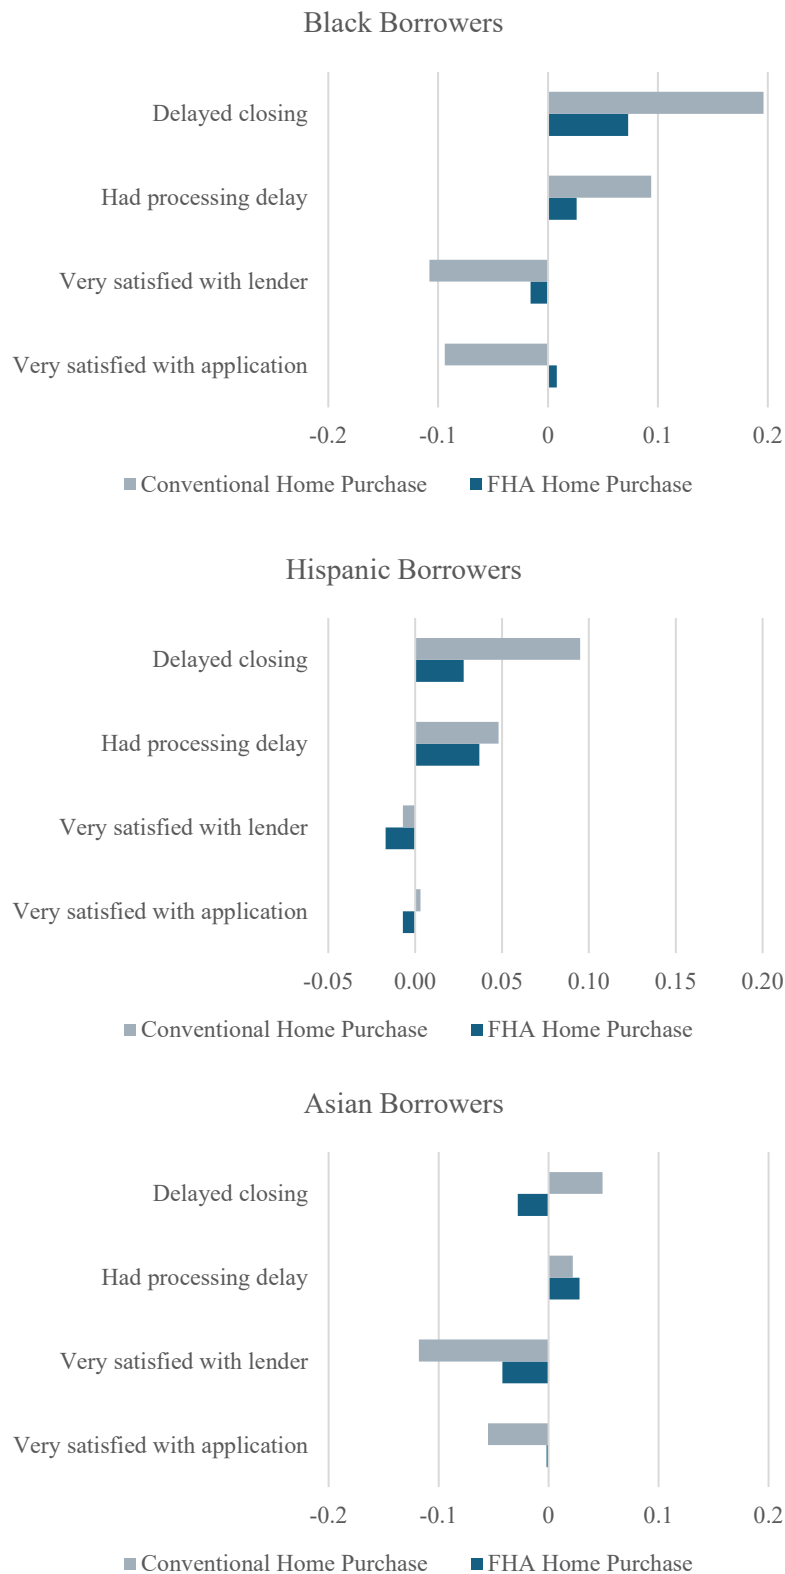 Black Borrowers
Delayed closing
Had processing delay
Very satisfied with lender
Very satisfied with application
-0.2 -0.1 0 0.1 0.2
Conventional Home Purchase FHA Home Purchase
Hispanic Borrowers
Delayed closing
Had processing delay
Very satisfied with lender
Very satisfied with application
-0.05 0.00 0.05 0.10 0.15 0.20
Conventional Home Purchase FHA Home Purchase
Asian Borrowers
Delayed closing
Had processing delay
Very satisfied with lender
Very satisfied with application
-0.2 -0.1 0 0.1 0.2
Conventional Home Purchase FHA Home Purchase